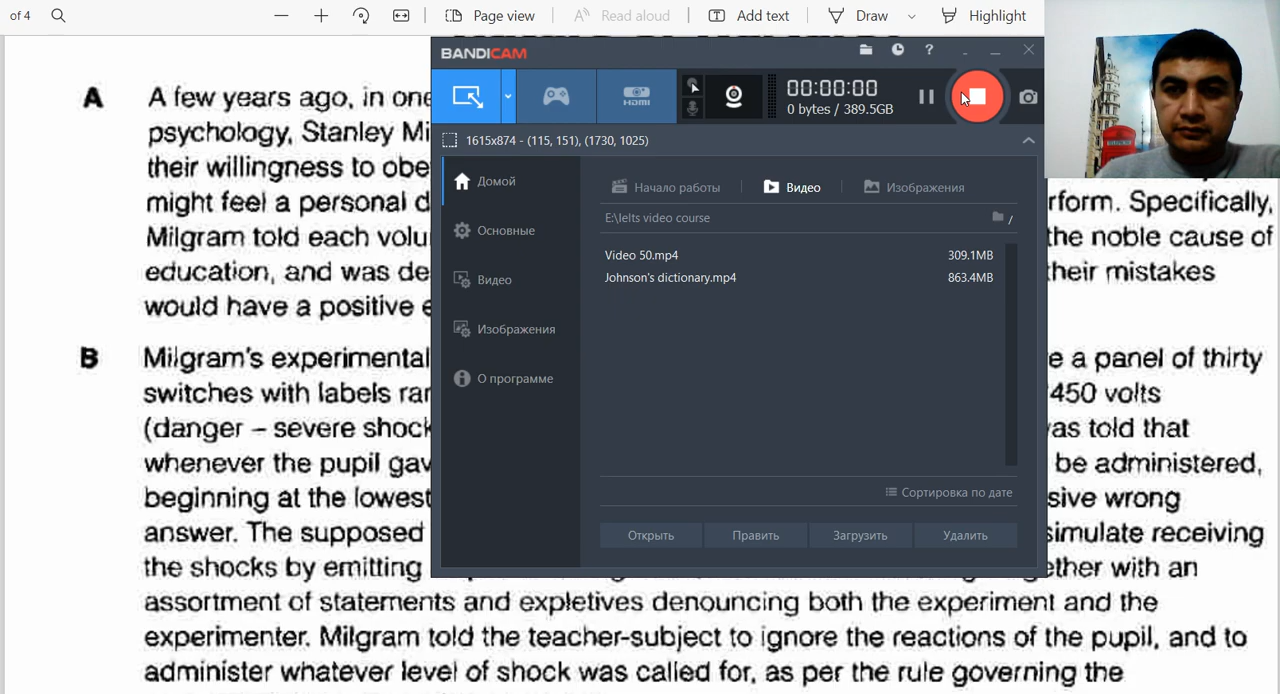 of 4
Page view
Read aloud
Add text
Draw
Highlight
BANDICAM
HDMI
00:00:00
0 bytes / 389.5GB
1615x874 - (115, 151), (1730, 1025)
Домой
Основные
Видео
Изображения
О программе
Начало работы
Видео
Изображения
E:\Ielts video course
/
Video 50.mp4 309.1MB
Johnson's dictionary.mp4 863.4MB
Сортировка по дате
Открыть
Править
Загрузить
Удалить
TELEPHONE
A A few years ago, in one
psychology, Stanley Mi
their willingness to obe
might feel a personal d rform. Specifically,
Milgram told each volu the noble cause of
education, and was de their mistakes
would have a positive e
B Milgram's experimental e a panel of thirty
switches with labels ran 450 volts
(danger – severe shock as told that
whenever the pupil gav be administered,
beginning at the lowest sive wrong
answer. The supposed simulate receiving
the shocks by emitting gether with an
assortment of statements and expletives denouncing both the experiment and the
experimenter. Milgram told the teacher-subject to ignore the reactions of the pupil, and to
administer whatever level of shock was called for, as per the rule governing the